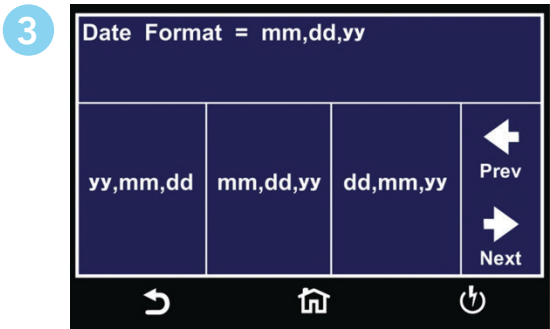 3
Date Format = mm,dd,yy
yy,mm,dd
mm,dd,yy
dd,mm,yy
Prev
Next